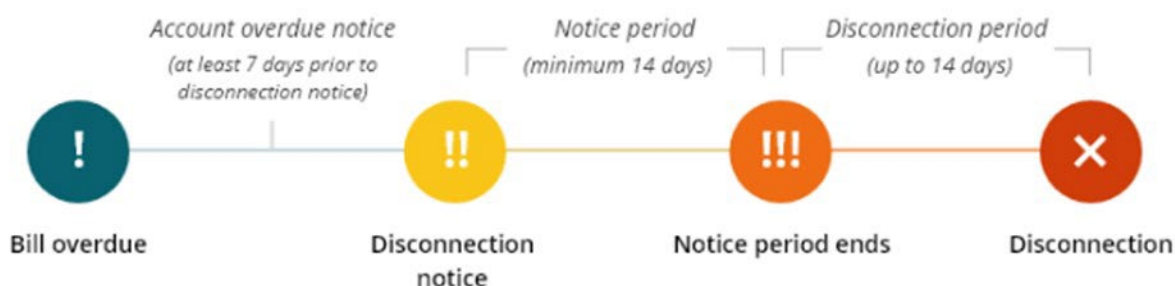 Account overdue notice
(at least 7 days prior to
disconnection notice)
Notice period
(minimum 14 days)
Disconnection period
(up to 14 days)
!
!!
!!!
Bill overdue
Disconnection
notice
Notice period ends
Disconnection